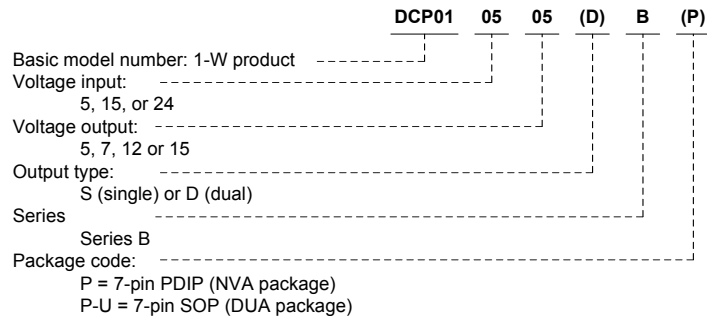 DCP01 05 05 (D) B (P)
Basic model number: 1-W product
Voltage input:
5, 15, or 24
Voltage output:
5, 7, 12 or 15
Output type:
S (single) or D (dual)
Series
Series B
Package code:
P = 7-pin PDIP (NVA package)
P-U = 7-pin SOP (DUA package)